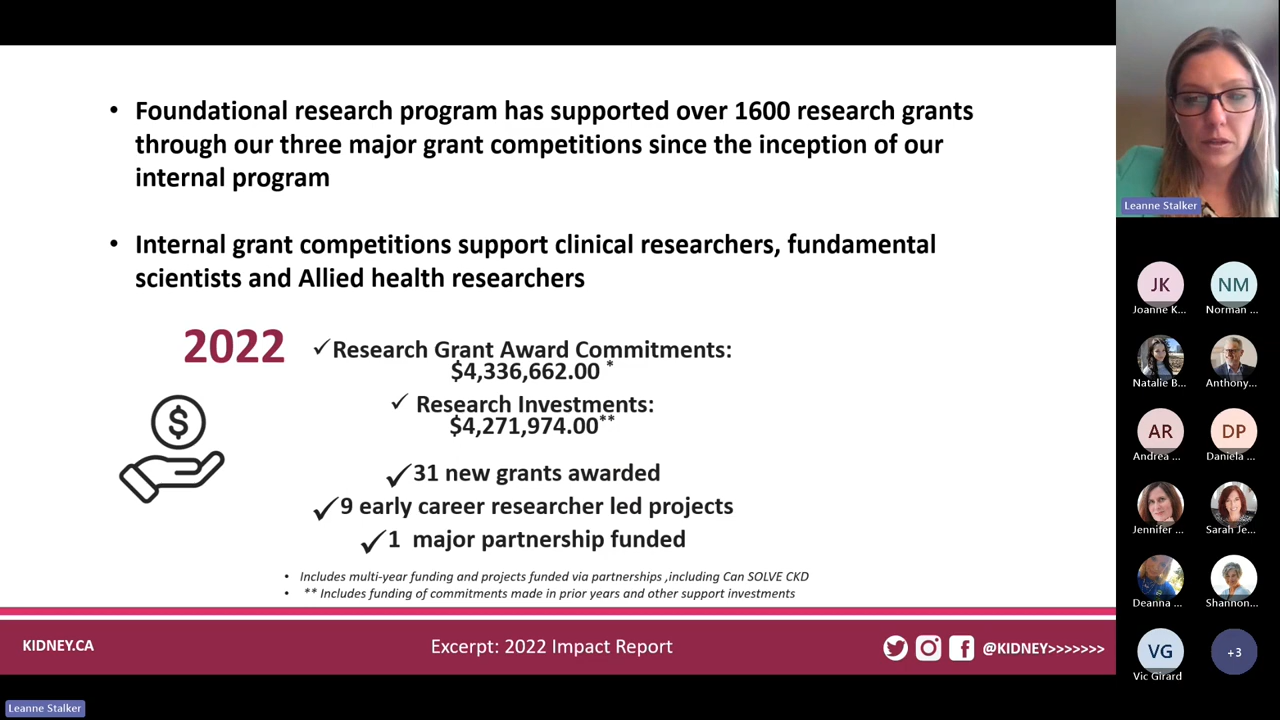 • Foundational research program has supported over 1600 research grants
through our three major grant competitions since the inception of our
internal program
• Internal grant competitions support clinical researchers, fundamental
scientists and Allied health researchers
2022
✓Research Grant Award Commitments:
$4,336,662.00 *
✓ Research Investments:
$4,271,974.00**
$
✓31 new grants awarded
✓9 early career researcher led projects
✓1 major partnership funded
• Includes multi-year funding and projects funded via partnerships ,including Can SOLVE CKD
• ** Includes funding of commitments made in prior years and other support investments
KIDNEY.CA
Excerpt: 2022 Impact Report
@KIDNEY>>>>>>>
Leanne Stalker
Leanne Stalker
JK
NM
Joanne K...
Norman ...
Natalie B...
Anthony...
AR
DP
Andrea ...
Daniela ...
Jennifer ...
Sarah Je...
Deanna ...
Shannon...
VG
+3
Vic Girard